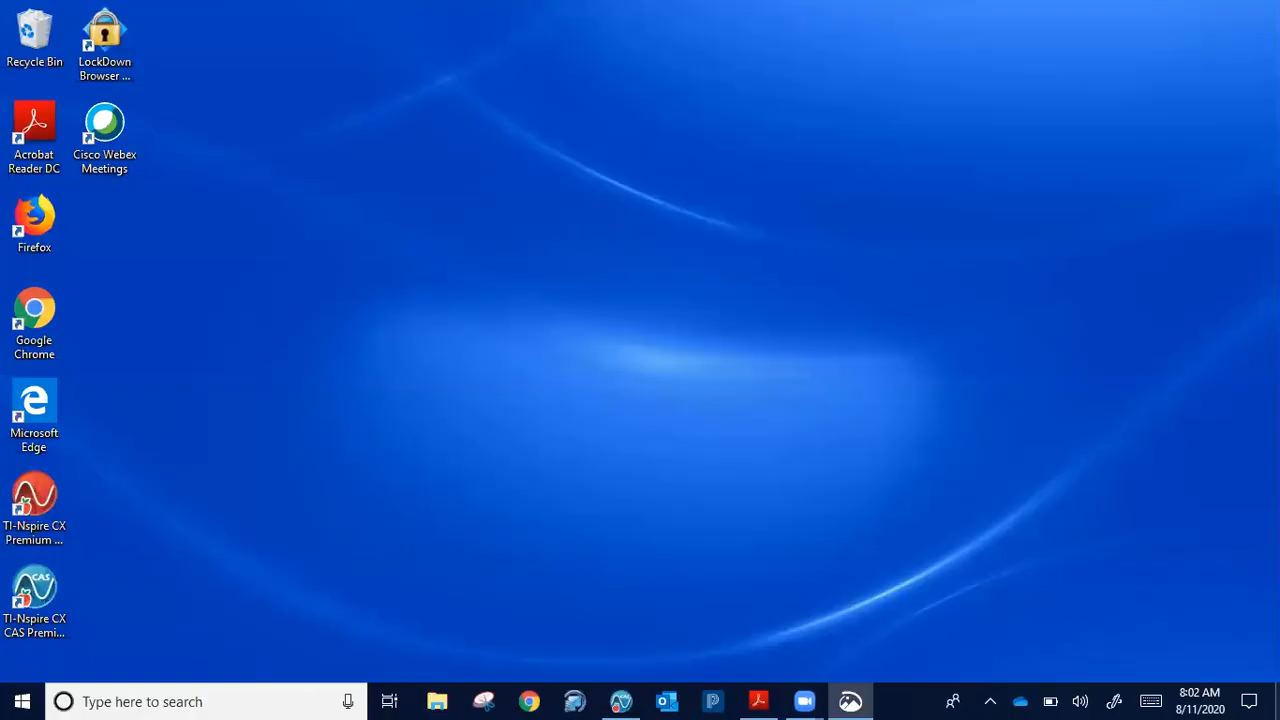 Recycle Bin
LockDown
Browser ...
Acrobat
Reader DC
Cisco Webex
Meetings
Firefox
Google
Chrome
Microsoft
Edge
TI-Nspire CX
Premium ...
CAS
TI-Nspire CX
CAS Premi...
Type here to search
8:02 AM
8/11/2020